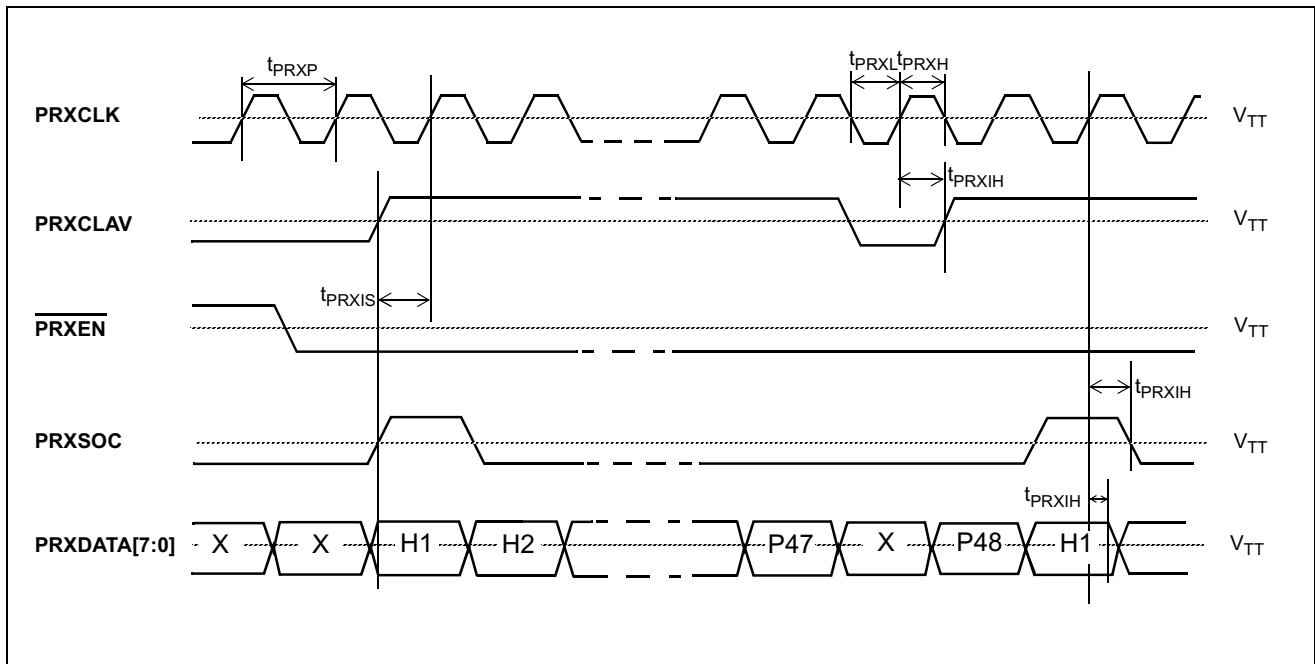 tPRXP
tPRXL tPRXH
PRXCLK VTT
tPRXIH
PRXCLAV VTT
tPRXIS
PRXEN VTT
tPRXIH
PRXSOC VTT
tPRXIH
PRXDATA[7:0] X X H1 H2 P47 X P48 H1 VTT